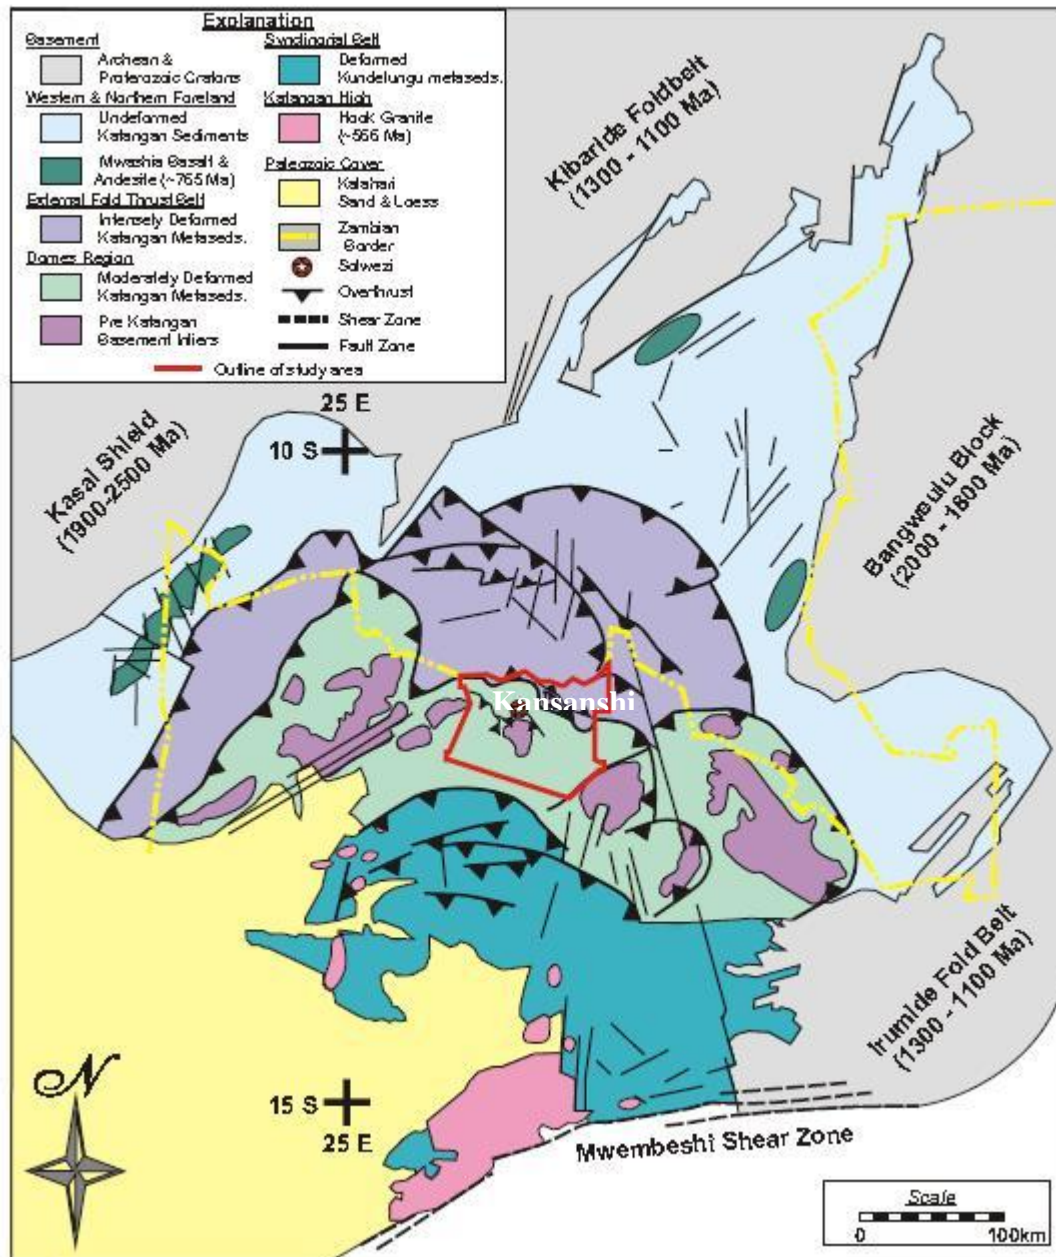 Explanation
Basement
Archean &
Proterozoic Cratons
Western & Northern Foreland
Undeformed
Katangan Sediments
Mwashia Basalt &
Andesite (~765 Ma)
External Fold Thrust Belt
Intensely Deformed
Katangan Metaseds.
Domes Region
Moderately Deformed
Katangan Metaseds.
Pre Katangan
Basement Inliers
Synclinorial Belt
Deformed
Kundelungu metaseds.
Katangan High
Hook Granite
(~566 Ma)
Paleozoic Cover
Kalahari
Sand & Loess
Zambian
Border
Solwezi
Overthrust
Shear Zone
Fault Zone
Outline of study area
Kibaride Foldbelt
(1300 - 1100 Ma)
25 E
10 S
Kasal Shield
(1900-2500 Ma)
Bangweulu Block
(2000 - 1800 Ma)
Kansanshi
Irumide Fold Belt
(1300 - 1100 Ma)
N
15 S
25 E
Mwembeshi Shear Zone
Scale
0 100km